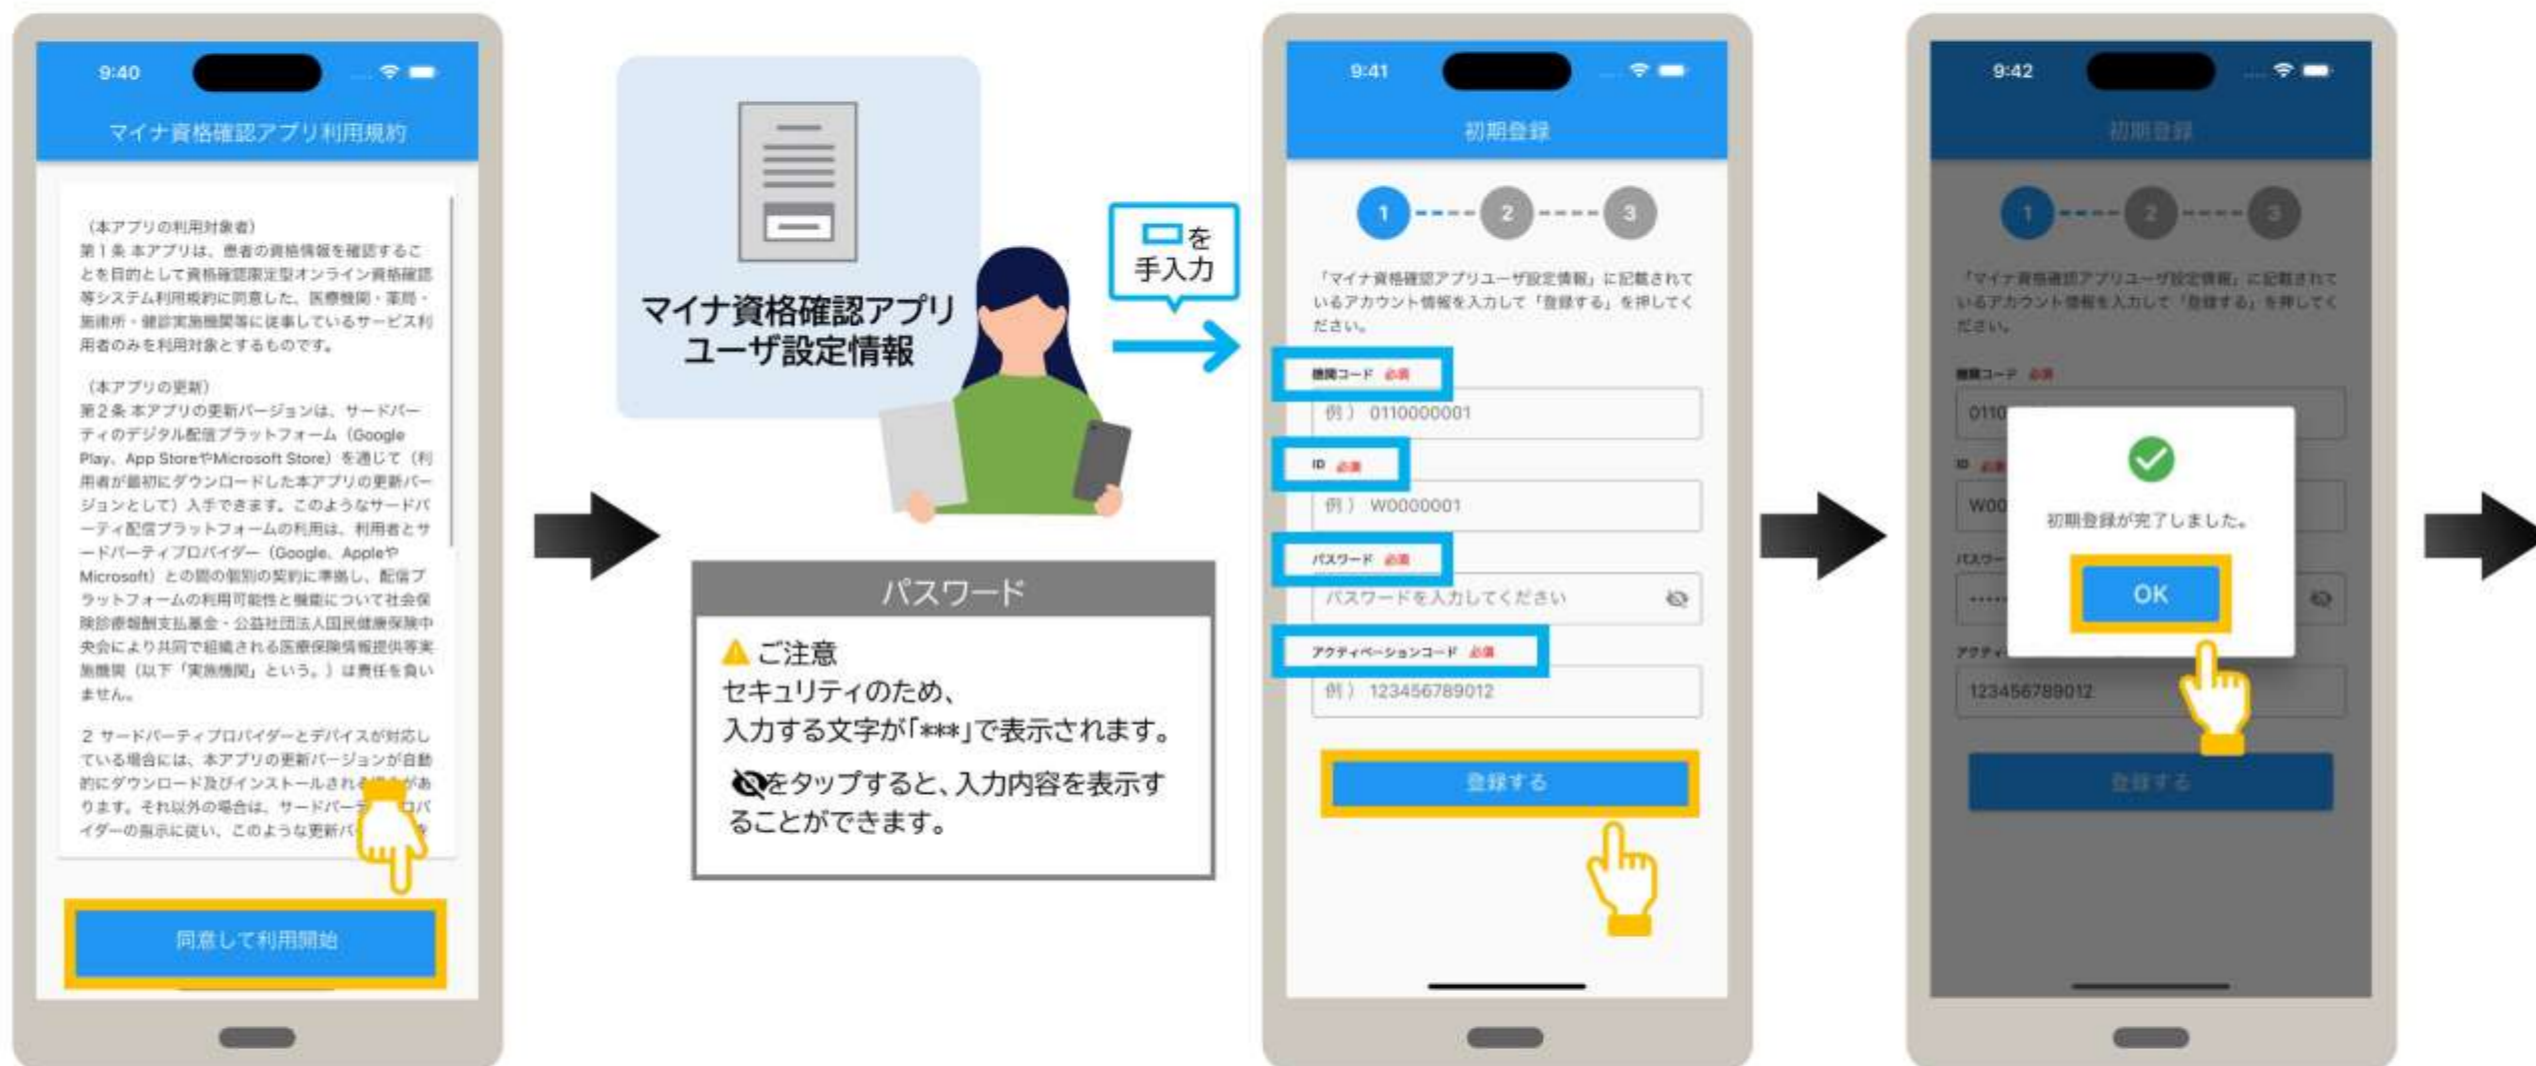 9:40
マイナ資格確認アプリ利用規約
（本アプリの利用対象者）
第１条 本アプリは、患者の資格情報を確認するこ
とを目的として資格確認限定型オンライン資格確認
等システム利用規約に同意した、医療機関・薬局・
施術所・健診実施機関等に従事しているサービス利
用者のみを利用対象とするものです。
（本アプリの更新）
第２条 本アプリの更新バージョンは、サードパー
ティのデジタル配信プラットフォーム（Google
Play、App StoreやMicrosoft Store）を通じて（利
用者が最初にダウンロードした本アプリの更新バー
ジョンとして）入手できます。このようなサードパ
ーティ配信プラットフォームの利用は、利用者とサ
ードパーティプロバイダー（Google、Appleや
Microsoft）との間の個別の契約に準拠し、配信プ
ラットフォームの利用可能性と機能について社会保
険診療報酬支払基金・公益社団法人国民健康保険中
央会により共同で組織される医療保険情報提供等実
施機関（以下「実施機関」という。）は責任を負い
ません。
２ サードパーティプロバイダーとデバイスが対応し
ている場合には、本アプリの更新バージョンが自動
的にダウンロード及びインストールされ があ
ります。それ以外の場合は、サードパーテ ロバ
イダーの指示に従い、このような更新バ を
同意して利用開始
マイナ資格確認アプリ
ユーザ設定情報
を
手入力
パスワード
ご注意
セキュリティのため、
入力する文字が「***」で表示されます。
をタップすると、入力内容を表示す
ることができます。
9:41
初期登録
1 2 3
「マイナ資格確認アプリユーザ設定情報」に記載されて
いるアカウント情報を入力して「登録する」を押してく
ださい。
機関コード 必須
例） 0110000001
ID 必須
例） W0000001
パスワード 必須
パスワードを入力してください
アクティベーションコード 必須
例） 123456789012
登録する
9:42
初期登録
1 2 3
「マイナ資格確認アプリユーザ設定情報」に記載されて
いるアカウント情報を入力して「登録する」を押してく
ださい。
機関コード 必須
0110
ID 必須
W00
パスワー
アクティ
123456789012
登録する
初期登録が完了しました。
OK